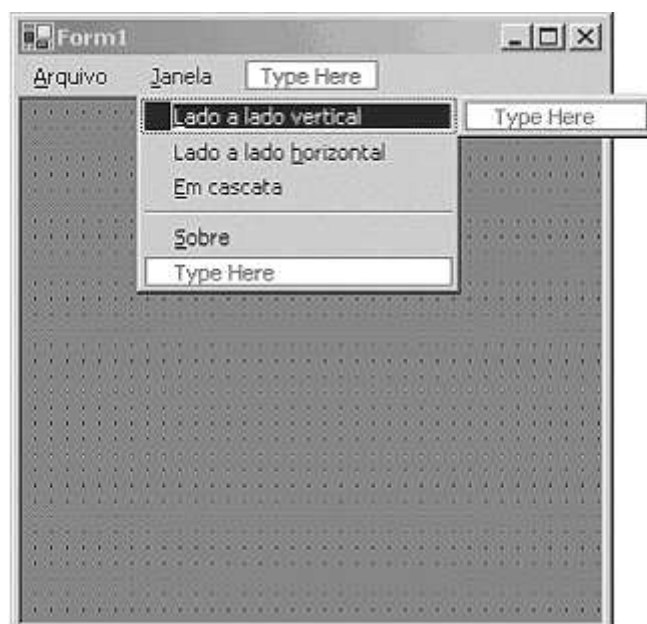 Form1
Arquivo Janela Type Here
Lado a lado vertical Type Here
Lado a lado horizontal
Em cascata
Sobre
Type Here